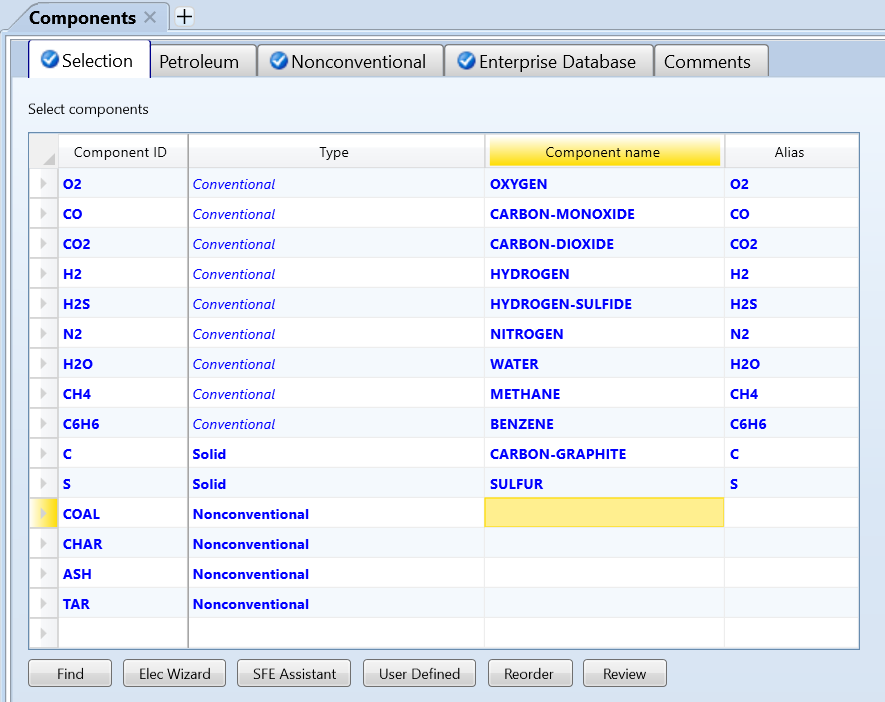 Components
Selection Petroleum Nonconventional Enterprise Database Comments
Select components
Component ID Type Component name Alias
O2 Conventional OXYGEN O2
CO Conventional CARBON-MONOXIDE CO
CO2 Conventional CARBON-DIOXIDE CO2
H2 Conventional HYDROGEN H2
H2S Conventional HYDROGEN-SULFIDE H2S
N2 Conventional NITROGEN N2
H2O Conventional WATER H2O
CH4 Conventional METHANE CH4
C6H6 Conventional BENZENE C6H6
C Solid CARBON-GRAPHITE C
S Solid SULFUR S
COAL Nonconventional
CHAR Nonconventional
ASH Nonconventional
TAR Nonconventional
Find Elec Wizard SFE Assistant User Defined Reorder Review